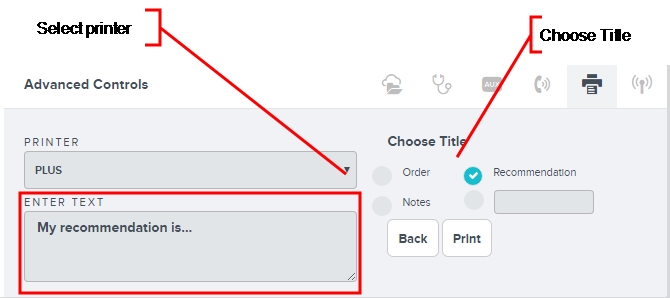 Select printer
Choose Title
Advanced Controls
AUX
PRINTER
Choose Title
PLUS
Order
Recommendation
ENTER TEXT
Notes
My recommendation is...
Back
Print